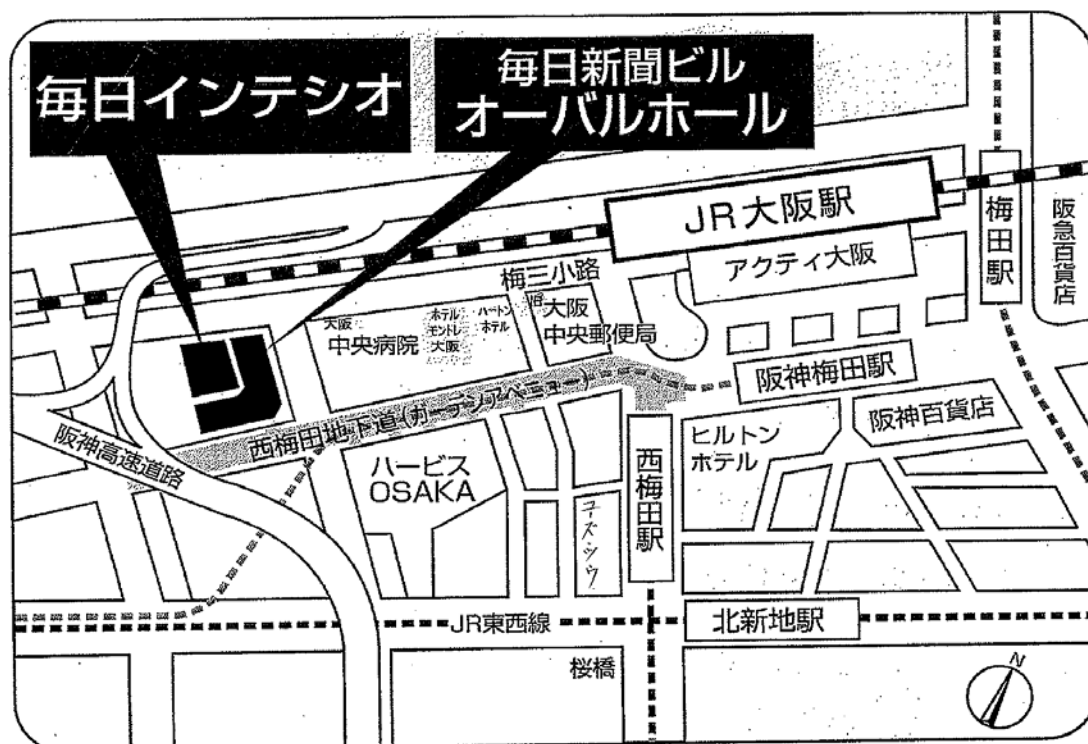 毎日インテシオ
毎日新聞ビル
オーバルホール
JR大阪駅
梅田駅
阪急百貨店
アクティ大阪
梅三小路
旧大阪
中央郵便局
大阪
中央病院
ホテル
モントレ
大阪
ハートン
ホテル
阪神梅田駅
阪神百貨店
西梅田地下道(ガーデンアベニュー)
阪神高速道路
ハービス
OSAKA
ヒルトン
ホテル
西梅田駅
JR東西線
北新地駅
桜橋
N